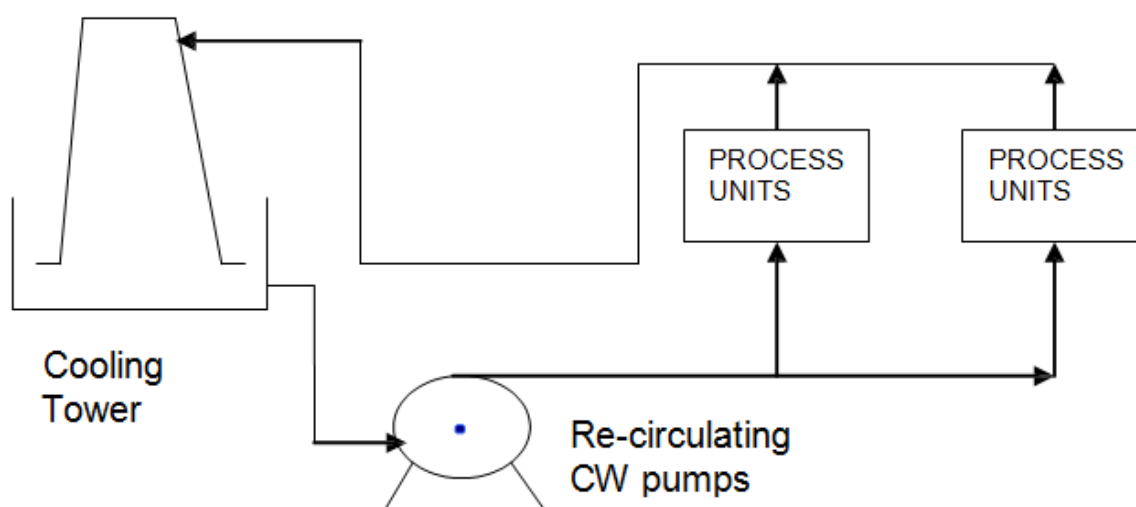 PROCESS
UNITS
PROCESS
UNITS
Cooling
Tower
Re-circulating
CW pumps